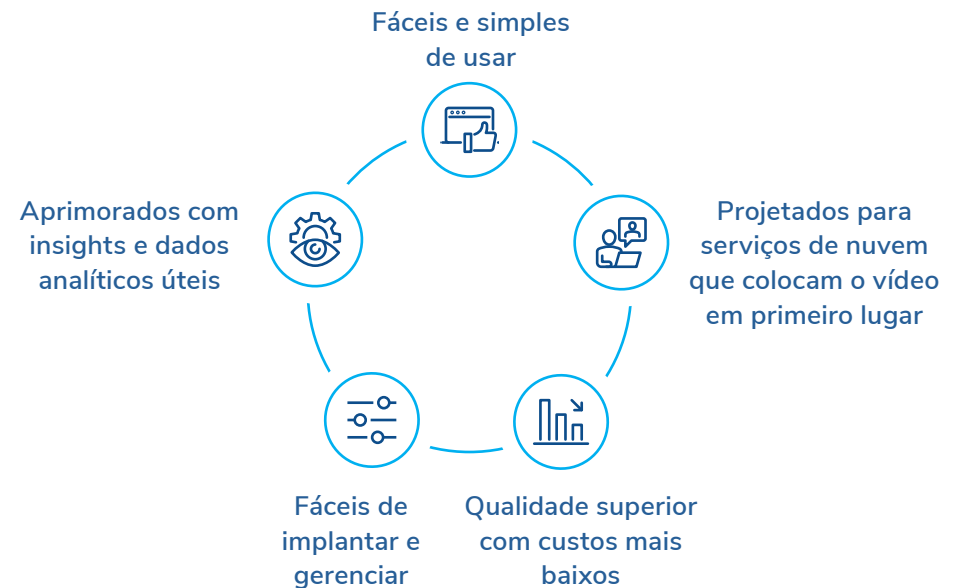 Fáceis e simples
de usar
Aprimorados com
insights e dados
analíticos úteis
Projetados para
serviços de nuvem
que colocam o vídeo
em primeiro lugar
Fáceis de
implantar e
gerenciar
Qualidade superior
com custos mais
baixos